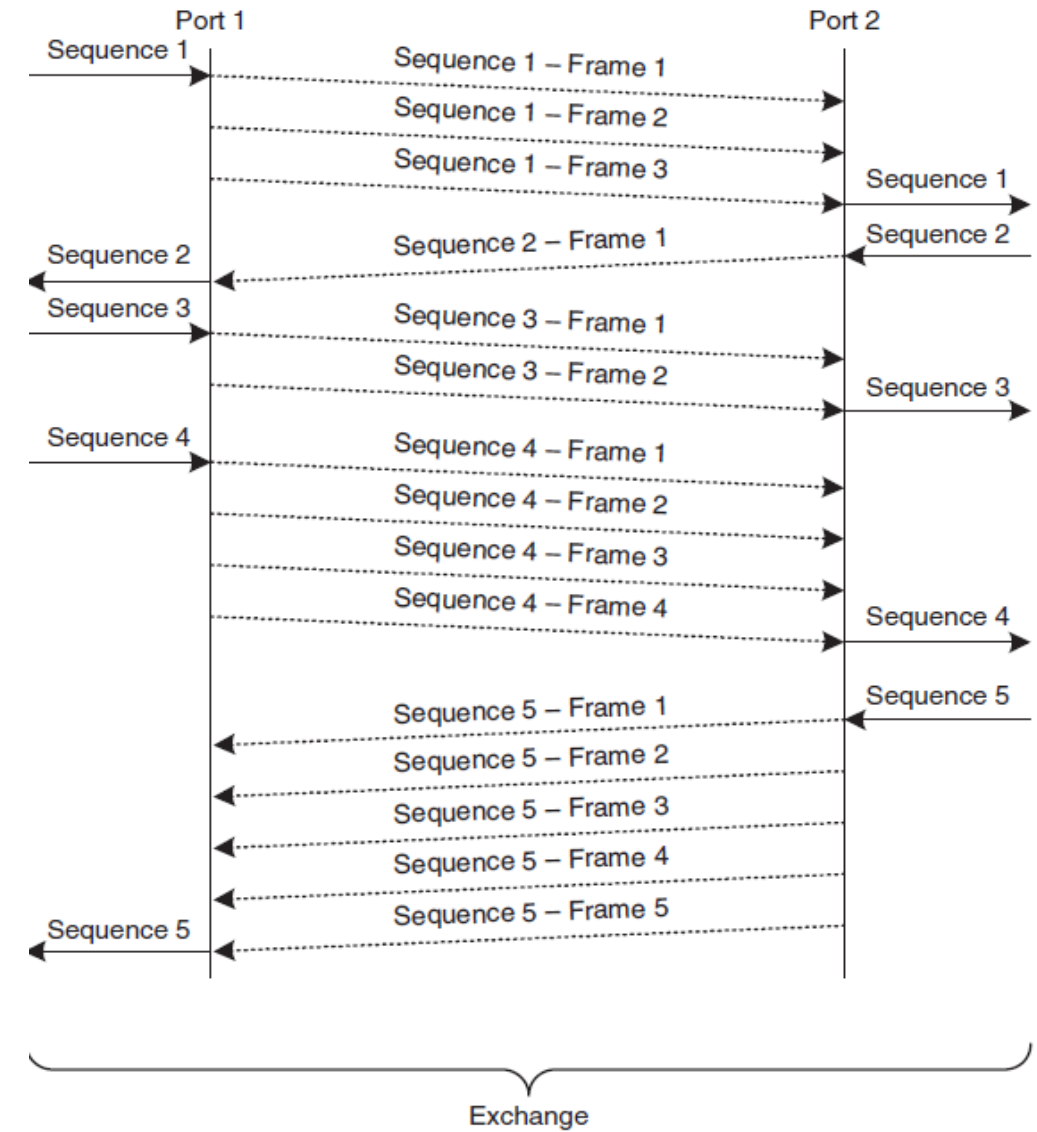 Port 1
Port 2
Sequence 1
Sequence 1 – Frame 1
Sequence 1 – Frame 2
Sequence 1 – Frame 3
Sequence 1
Sequence 2
Sequence 2 – Frame 1
Sequence 2
Sequence 3
Sequence 3 – Frame 1
Sequence 3 – Frame 2
Sequence 3
Sequence 4
Sequence 4 – Frame 1
Sequence 4 – Frame 2
Sequence 4 – Frame 3
Sequence 4 – Frame 4
Sequence 4
Sequence 5
Sequence 5 – Frame 1
Sequence 5 – Frame 2
Sequence 5 – Frame 3
Sequence 5 – Frame 4
Sequence 5 – Frame 5
Sequence 5
Exchange